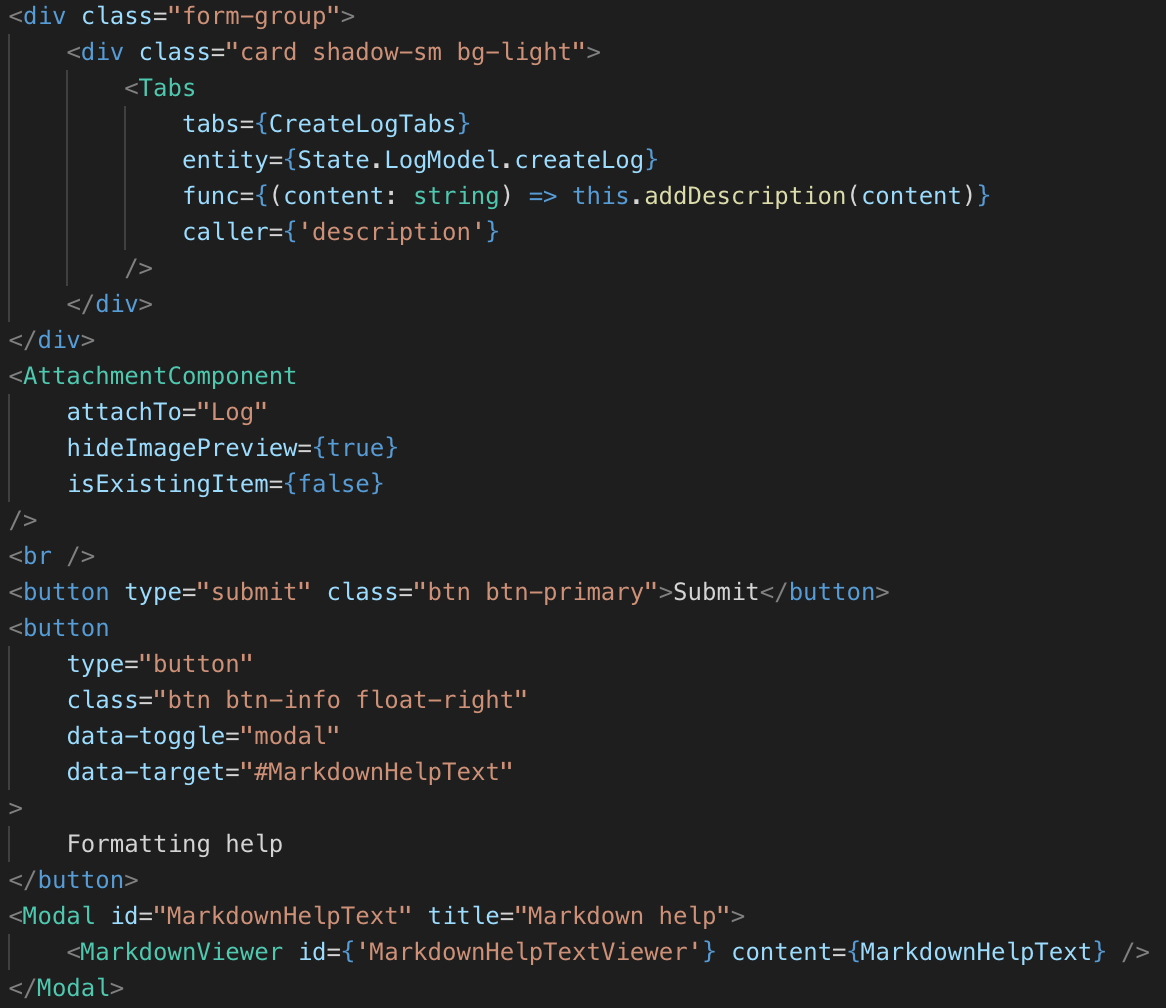 <div class="form-group">
    <div class="card shadow-sm bg-light">
        <Tabs
            tabs={CreateLogTabs}
            entity={State.LogModel.createLog}
            func={(content: string) => this.addDescription(content)}
            caller={'description'}
        />
    </div>
</div>
<AttachmentComponent
    attachTo="Log"
    hideImagePreview={true}
    isExistingItem={false}
/>
<br />
<button type="submit" class="btn btn-primary">Submit</button>
<button
    type="button"
    class="btn btn-info float-right"
    data-toggle="modal"
    data-target="#MarkdownHelpText"
>
    Formatting help
</button>
<Modal id="MarkdownHelpText" title="Markdown help">
    <MarkdownViewer id={'MarkdownHelpTextViewer'} content={MarkdownHelpText} />
</Modal>